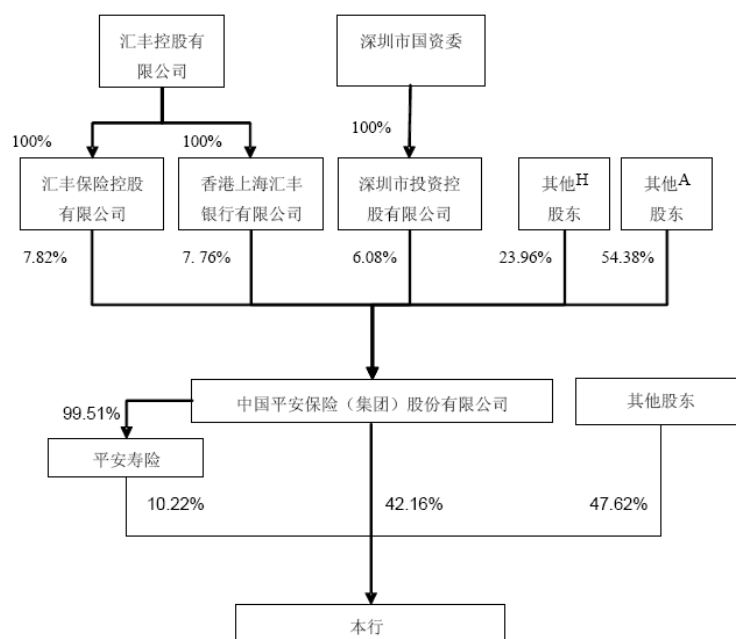 汇丰控股有
限公司
深圳市国资委
100%
100%
100%
汇丰保险控股
有限公司
香港上海汇丰
银行有限公司
深圳市投资控
股有限公司
其他H
股东
其他A
股东
7.82%
7.76%
6.08%
23.96%
54.38%
中国平安保险（集团）股份有限公司
其他股东
99.51%
平安寿险
10.22%
42.16%
47.62%
本行